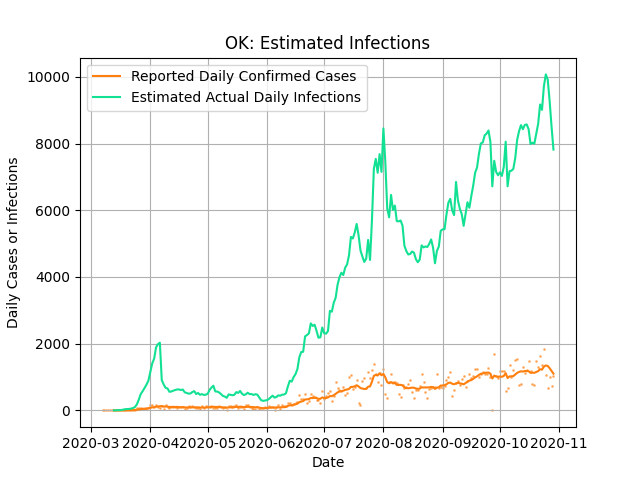 OK: Estimated Infections
Reported Daily Confirmed Cases
Estimated Actual Daily Infections
Daily Cases or Infections
10000
8000
6000
4000
2000
0
2020-03 2020-04 2020-05 2020-06 2020-07 2020-08 2020-09 2020-10 2020-11
Date